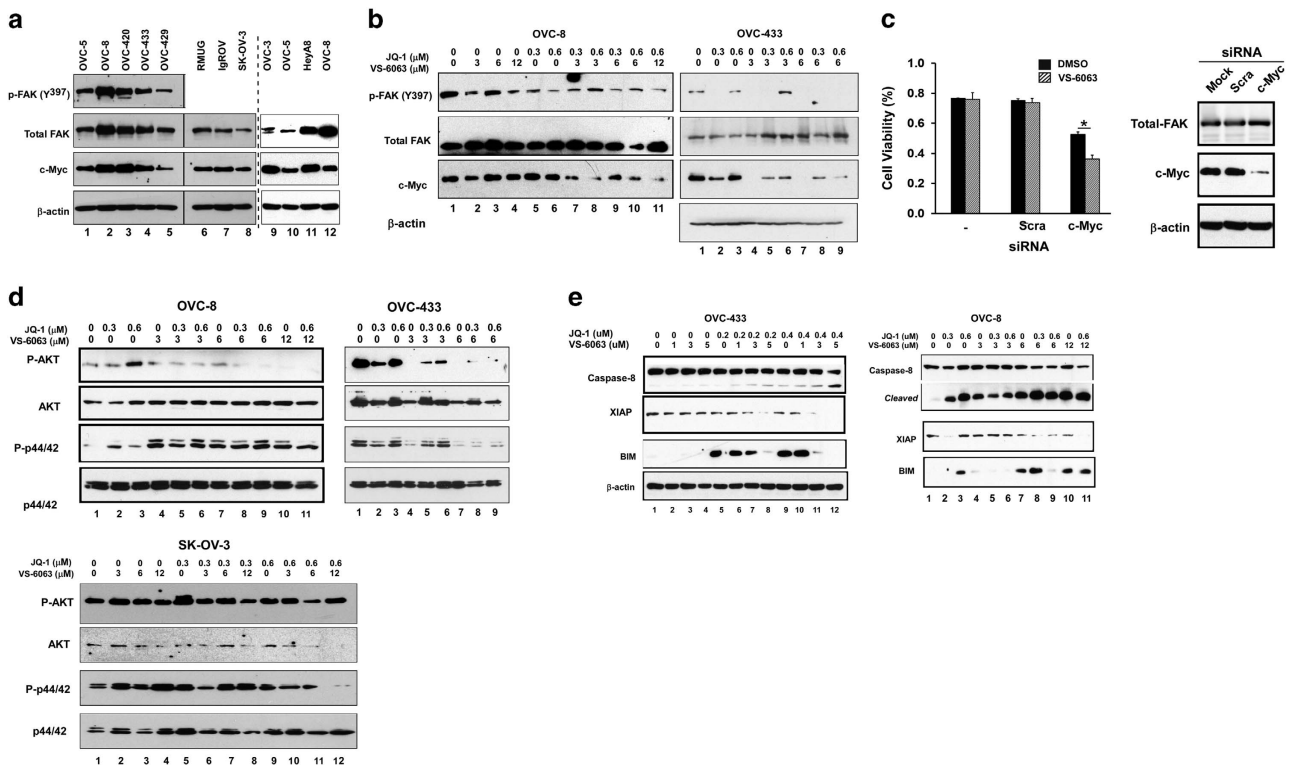 a
OVC-5 OVC-8 OVC-420 OVC-433 OVC-429 RMUG IgROV SK-OV-3 OVC-3 OVC-5 HeyA8 OVC-8
p-FAK (Y397)
Total FAK
c-Myc
β-actin
1 2 3 4 5 6 7 8 9 10 11 12
b
OVC-8
JQ-1 (μM) 0 0 0 0 0.3 0.6 0.3 0.3 0.6 0.6 0.6
VS-6063 (μM) 0 3 6 12 0 0 3 6 3 6 12
p-FAK (Y397)
Total FAK
c-Myc
β-actin
1 2 3 4 5 6 7 8 9 10 11
OVC-433
0 0.3 0.6 0 0.3 0.6 0 0.3 0.6
0 0 0 3 3 3 6 6 6
1 2 3 4 5 6 7 8 9
c
Cell Viability (%)
1.0
0.8
0.6
0.4
0.2
0.0
DMSO
VS-6063
*
- Scra c-Myc
siRNA
siRNA
Mock Scra c-Myc
Total-FAK
c-Myc
β-actin
d
OVC-8
JQ-1 (μM) 0 0.3 0.6 0 0.3 0.6 0 0.3 0.6 0 0.6
VS-6063 (μM) 0 0 0 3 3 3 6 6 6 12 12
P-AKT
AKT
P-p44/42
p44/42
1 2 3 4 5 6 7 8 9 10 11
OVC-433
0 0.3 0.6 0 0.3 0.6 0 0.3 0.6
0 0 0 3 3 3 6 6 6
1 2 3 4 5 6 7 8 9
SK-OV-3
JQ-1 (μM) 0 0 0 0 0.3 0.3 0.3 0.3 0.6 0.6 0.6 0.6
VS-6063 (μM) 0 3 6 12 0 3 6 12 0 3 6 12
P-AKT
AKT
P-p44/42
p44/42
1 2 3 4 5 6 7 8 9 10 11 12
e
OVC-433
JQ-1 (uM) 0 0 0 0 0.2 0.2 0.2 0.2 0.4 0.4 0.4 0.4
VS-6063 (uM) 0 1 3 5 0 1 3 5 0 1 3 5
Caspase-8
XIAP
BIM
β-actin
1 2 3 4 5 6 7 8 9 10 11 12
OVC-8
JQ-1 (uM) 0 0.3 0.6 0 0.3 0.6 0 0.3 0.6 0 0.6
VS-6063 (uM) 0 0 0 3 3 3 6 6 6 12 12
Caspase-8
Cleaved
XIAP
BIM
1 2 3 4 5 6 7 8 9 10 11